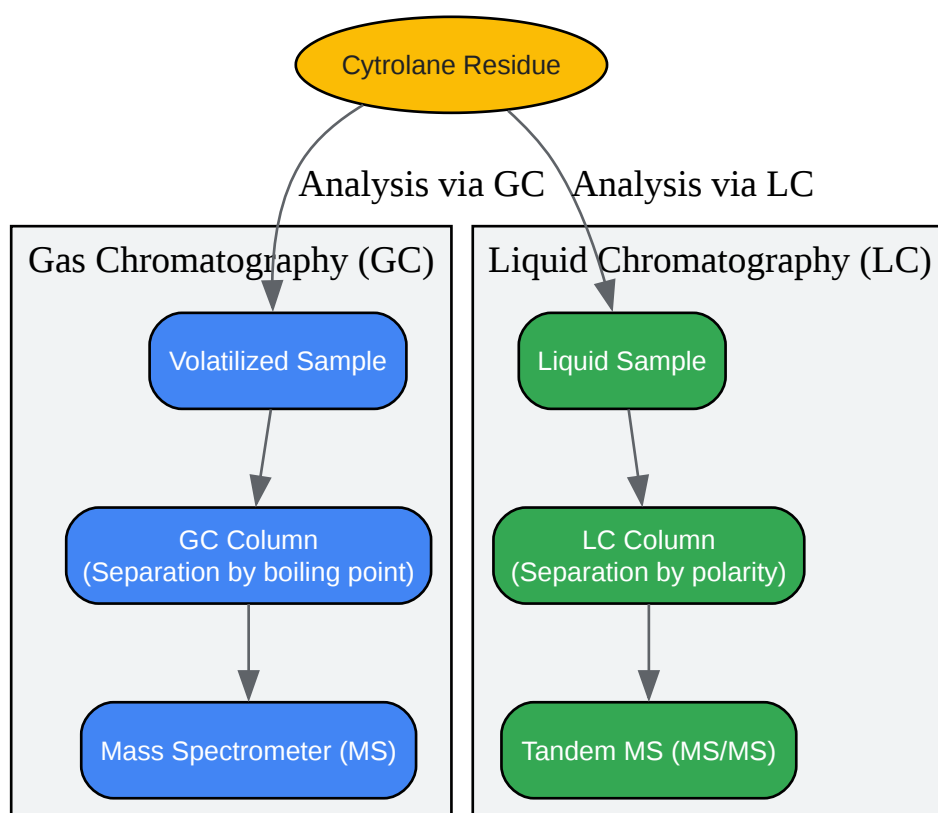 Cytrolane Residue
Analysis via GC
Analysis via LC
Gas Chromatography (GC)
Liquid Chromatography (LC)
Volatilized Sample
Liquid Sample
GC Column
(Separation by boiling point)
LC Column
(Separation by polarity)
Mass Spectrometer (MS)
Tandem MS (MS/MS)